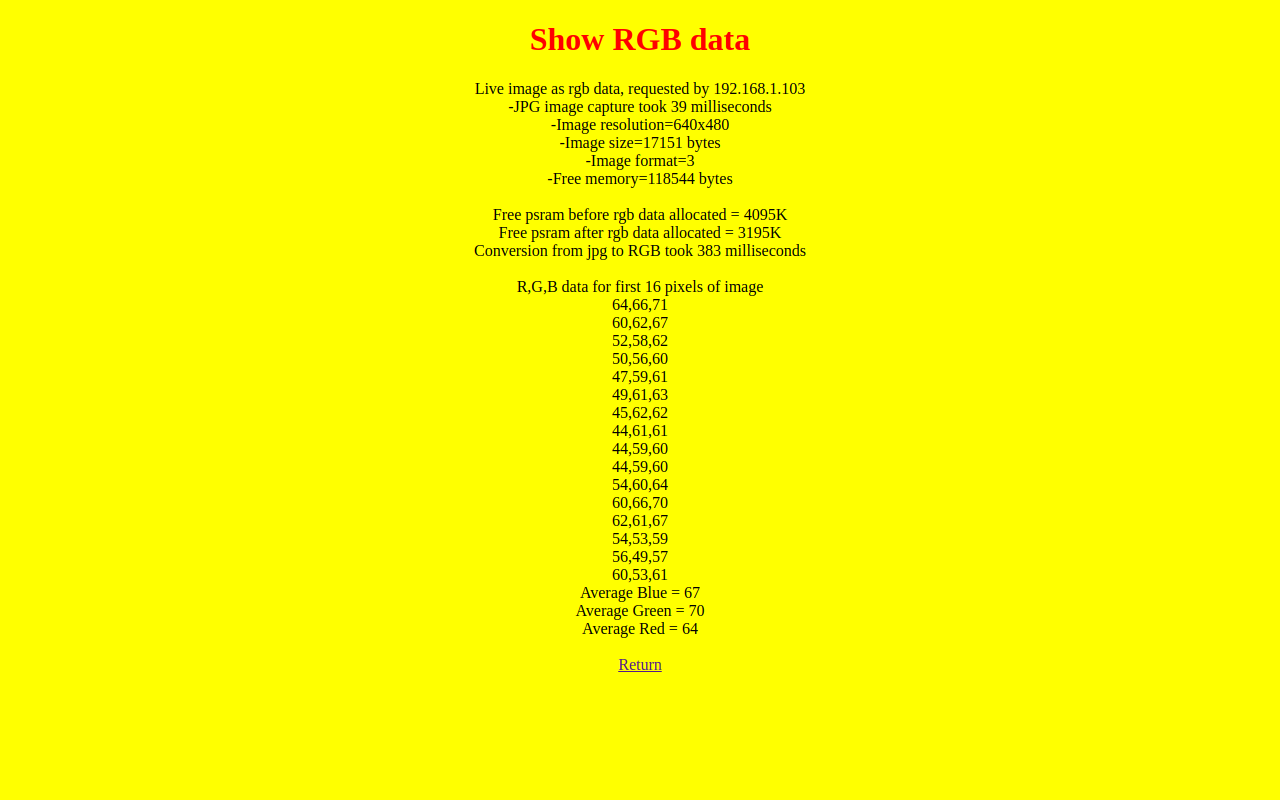 Show RGB data
Live image as rgb data, requested by 192.168.1.103
-JPG image capture took 39 milliseconds
-Image resolution=640x480
-Image size=17151 bytes
-Image format=3
-Free memory=118544 bytes
Free psram before rgb data allocated = 4095K
Free psram after rgb data allocated = 3195K
Conversion from jpg to RGB took 383 milliseconds
R,G,B data for first 16 pixels of image
64,66,71
60,62,67
52,58,62
50,56,60
47,59,61
49,61,63
45,62,62
44,61,61
44,59,60
44,59,60
54,60,64
60,66,70
62,61,67
54,53,59
56,49,57
60,53,61
Average Blue = 67
Average Green = 70
Average Red = 64
Return